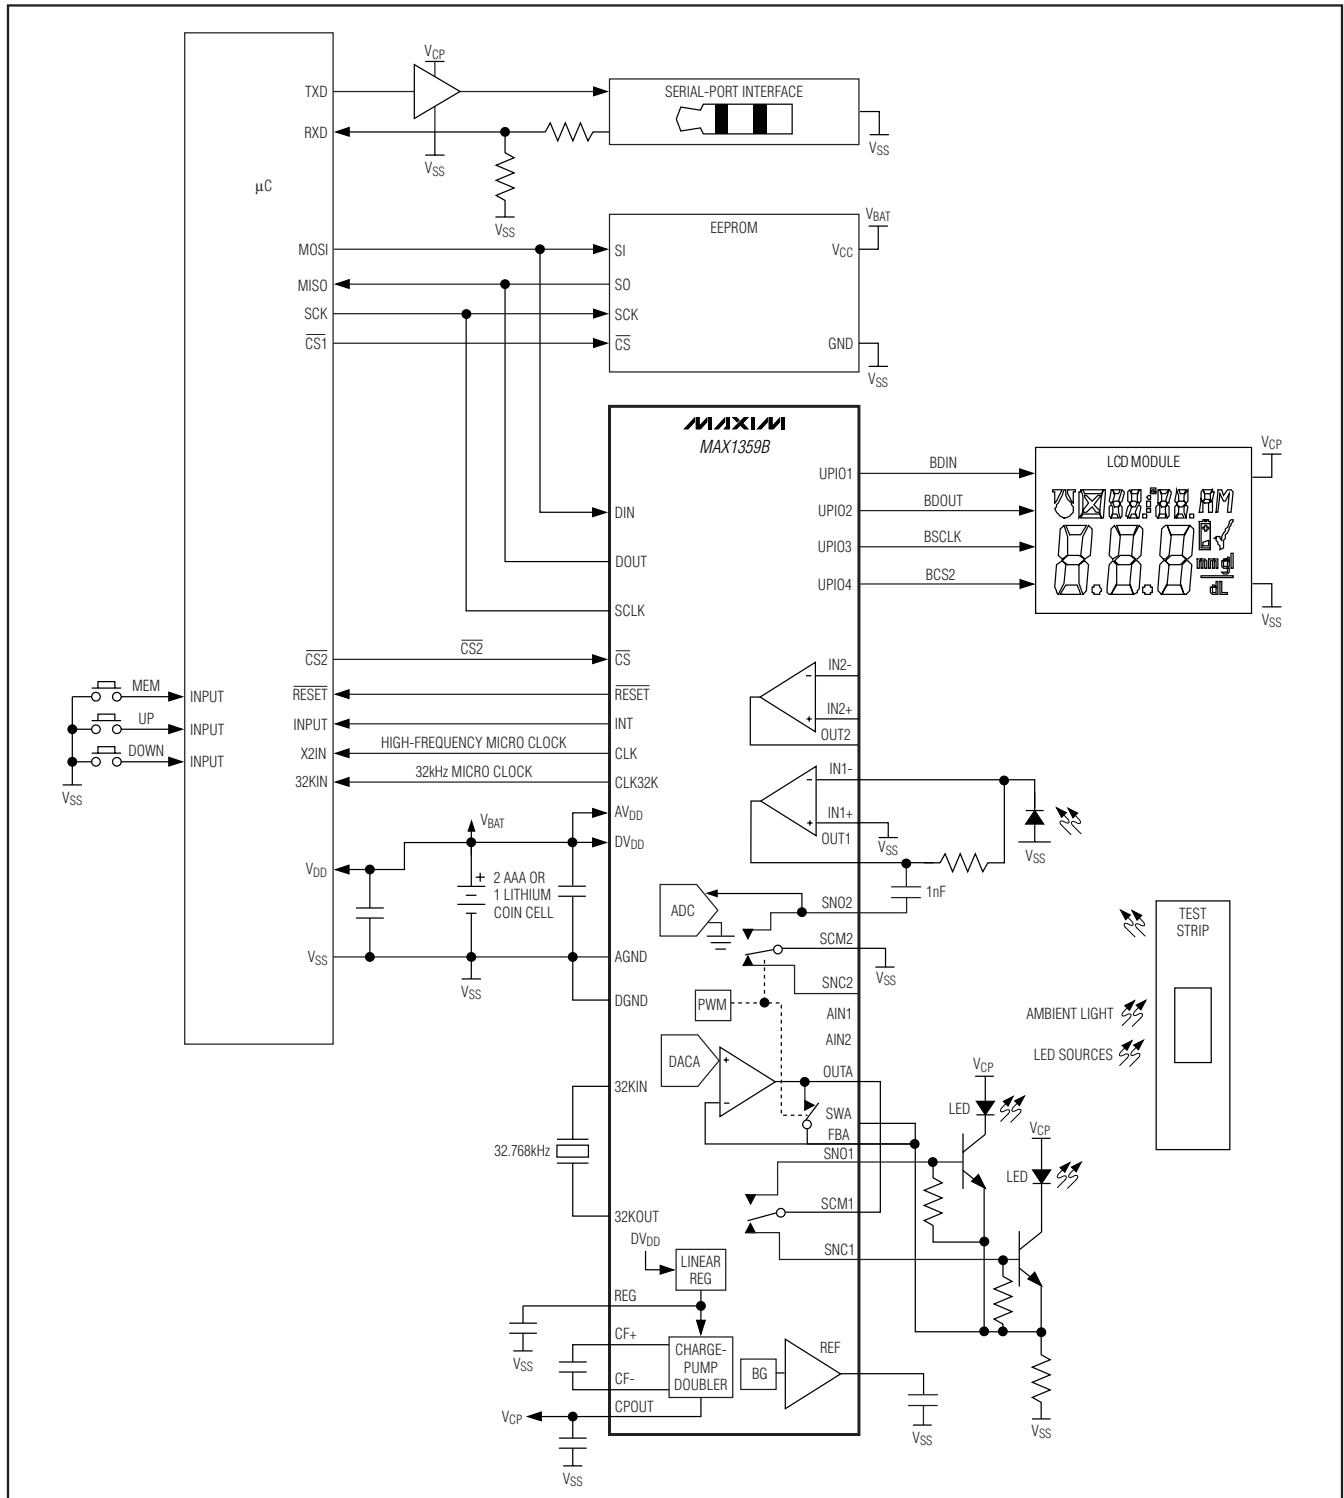 VCP
TXD
SERIAL-PORT INTERFACE
RXD
VSS
VSS
VSS
μC
VBAT
EEPROM
MOSI
SI
VCC
MISO
SO
SCK
SCK
CS1
CS
GND
VSS
MAXIM
MAX1359B
VCP
LCD MODULE
UPIO1
BDIN
88:88. AM
UPIO2
BDOUT
DIN
UPIO3
BSCLK
8.8.8
mmgl
dL
DOUT
UPIO4
BCS2
SCLK
VSS
CS2
CS2
CS
IN2-
MEM
INPUT
RESET
RESET
IN2+
UP
INPUT
INPUT
INT
OUT2
DOWN
INPUT
X2IN
HIGH-FREQUENCY MICRO CLOCK
CLK
IN1-
32KIN
32kHz MICRO CLOCK
CLK32K
VSS
AVDD
IN1+
VBAT
DVDD
OUT1
VSS
VSS
VDD
+ 2 AAA OR
1 LITHIUM
COIN CELL
1nF
ADC
SNO2
TEST
STRIP
SCM2
VSS
AGND
VSS
VSS
SNC2
DGND
PWM
AIN1
AMBIENT LIGHT
AIN2
LED SOURCES
DACA
OUTA
VCP
32KIN
LED
SWA
FBA
VCP
32.768kHz
SNO1
LED
SCM1
32KOUT
DVDD
SNC1
LINEAR
REG
REG
CF+
VSS
CHARGE-
PUMP
DOUBLER
REF
BG
CF-
CPOUT
VCP
VSS
VSS
VSS